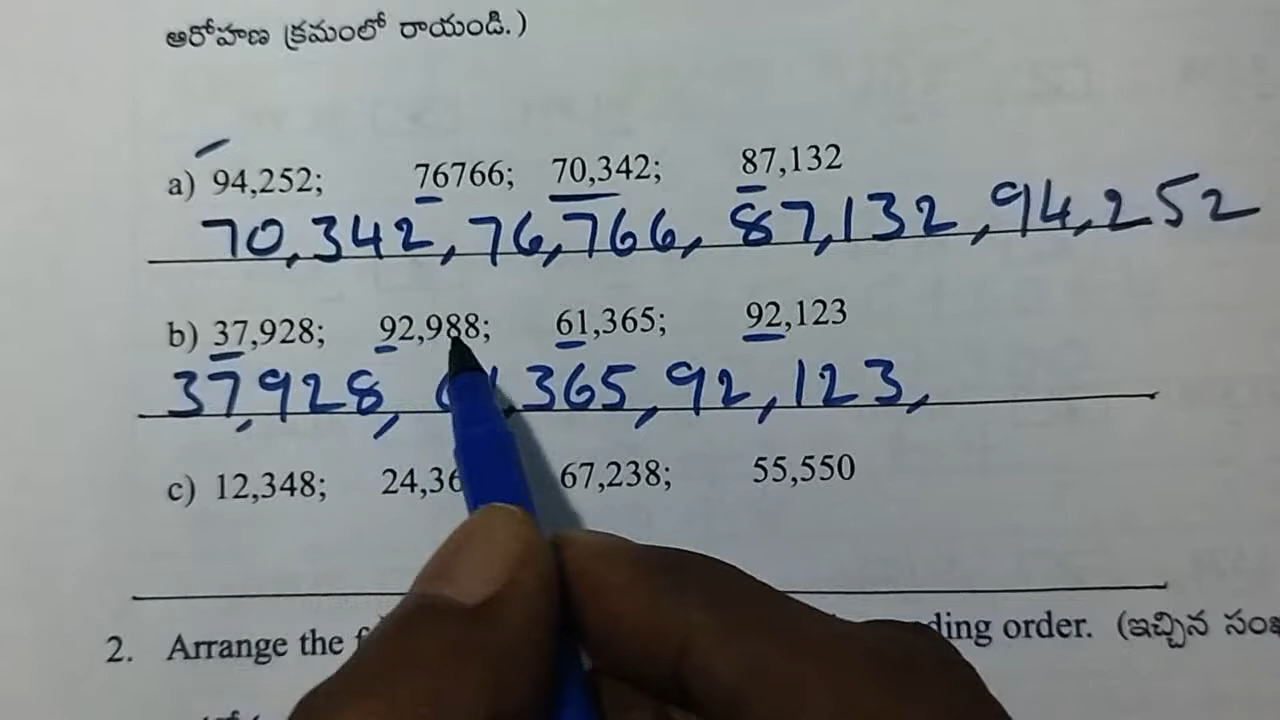 ఆరోహణ క్రమంలో రాయండి.)
a) 94,252; 76766; 70,342; 87,132
70,342, 76,766, 87,132, 94,252
b) 37,928; 92,988; 61,365; 92,123
37,928, ,365, 92,123,
c) 12,348; 67,238; 55,550
2. Arrange the order. (ఇచ్చిన